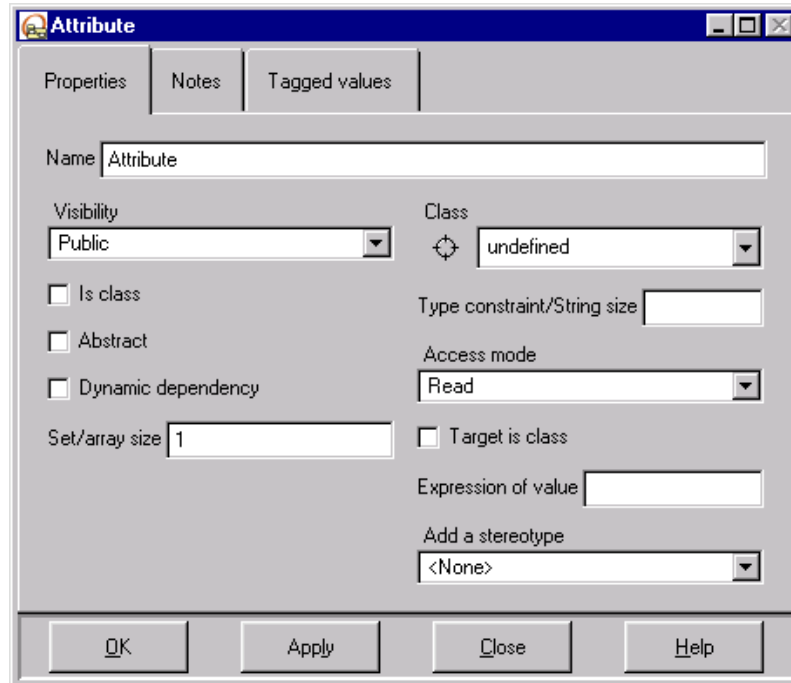 Attribute
Properties Notes Tagged values
Name Attribute
Visibility
Public
Class
undefined
Is class
Type constraint/String size
Abstract
Access mode
Read
Dynamic dependency
Set/array size 1
Target is class
Expression of value
Add a stereotype
<None>
OK Apply Close Help